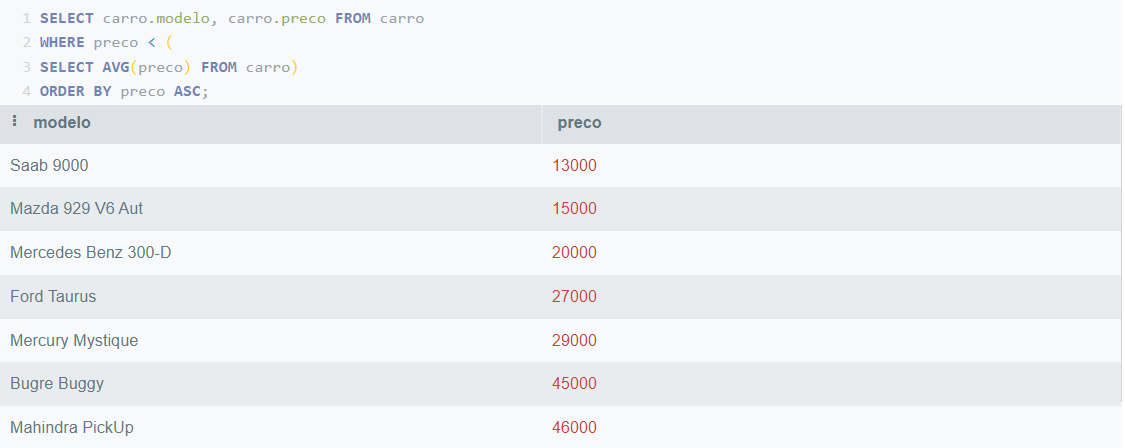 1 SELECT carro.modelo, carro.preco FROM carro
2 WHERE preco < (
3 SELECT AVG(preco) FROM carro)
4 ORDER BY preco ASC;
⋮ modelo preco
Saab 9000 13000
Mazda 929 V6 Aut 15000
Mercedes Benz 300-D 20000
Ford Taurus 27000
Mercury Mystique 29000
Bugre Buggy 45000
Mahindra PickUp 46000